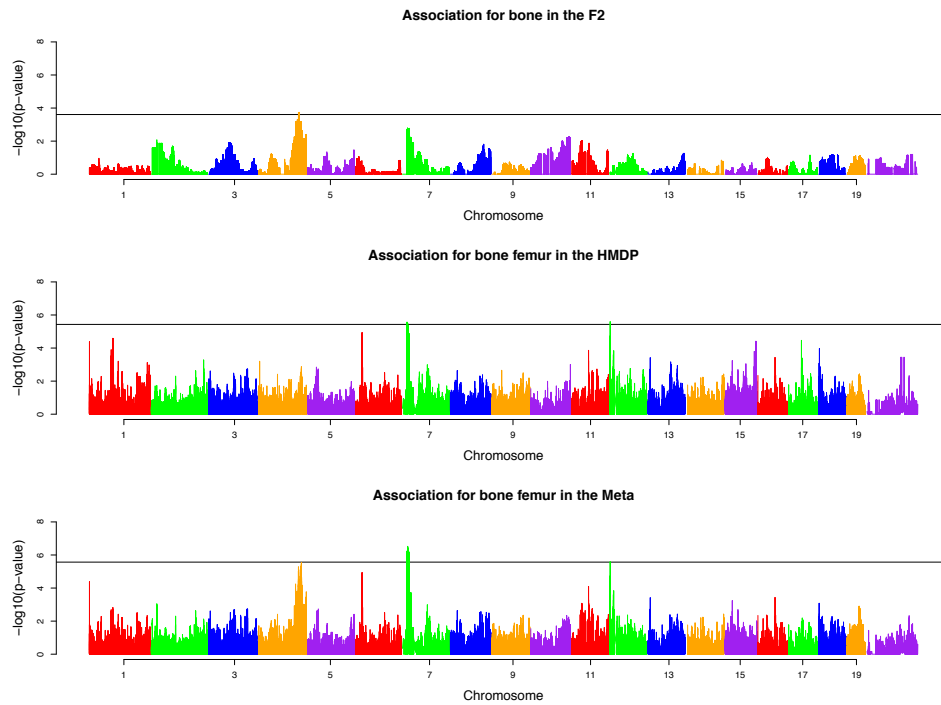 Association for bone in the F2
−log10(p−value)
8
6
4
2
0
1 3 5 7 9 11 13 15 17 19
Chromosome
Association for bone femur in the HMDP
−log10(p−value)
8
6
4
2
0
1 3 5 7 9 11 13 15 17 19
Chromosome
Association for bone femur in the Meta
−log10(p−value)
8
6
4
2
0
1 3 5 7 9 11 13 15 17 19
Chromosome